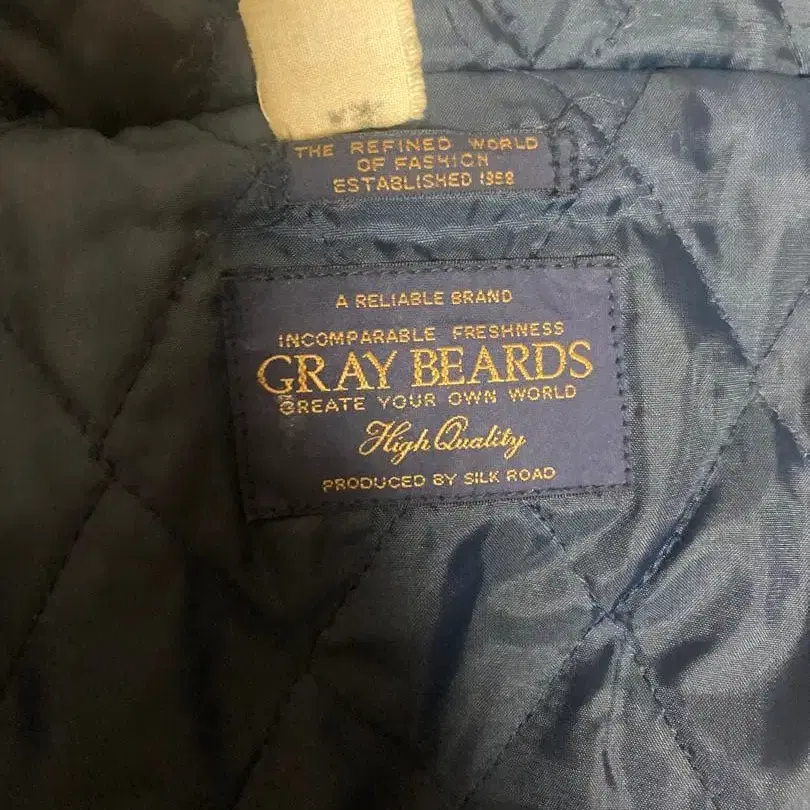 THE REFINED WORLD
OF FASHION
ESTABLISHED 1958
A RELIABLE BRAND
INCOMPARABLE FRESHNESS
GRAY BEARDS
CREATE YOUR OWN WORLD
High Quality
PRODUCED BY SILK ROAD